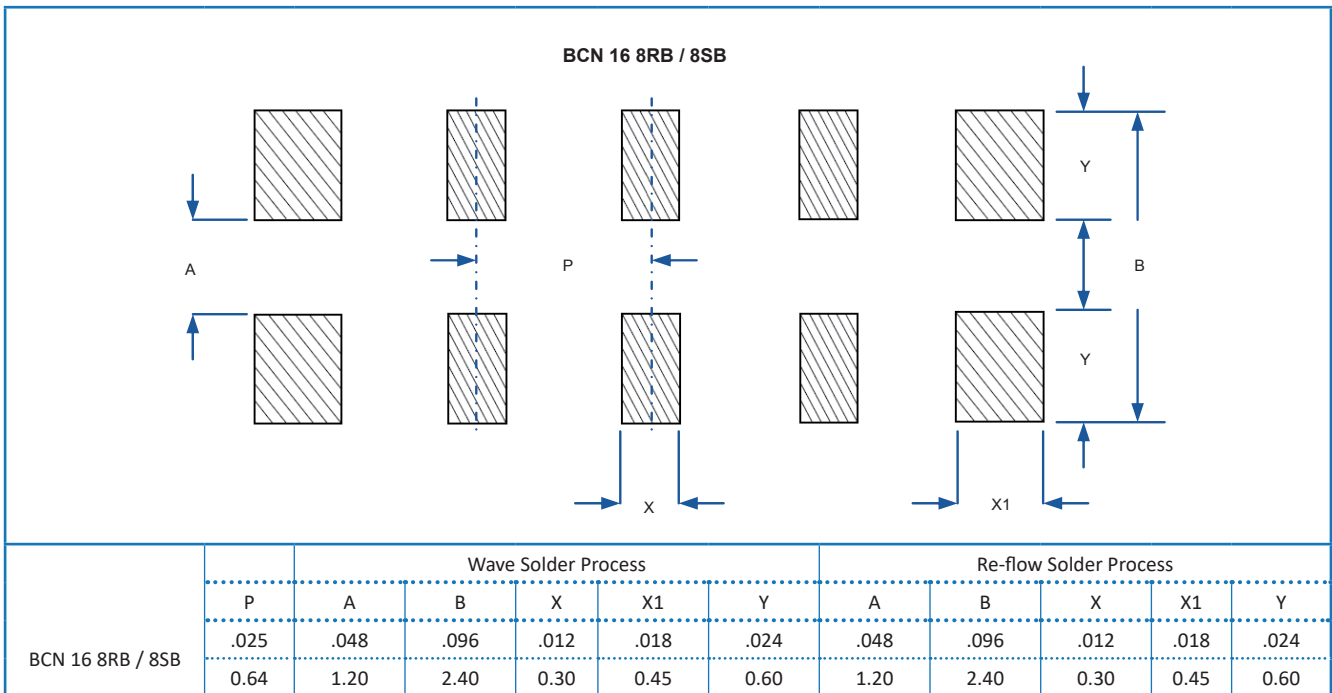 BCN 16 8RB / 8SB
Y
A
P
B
Y
X
X1
Wave Solder Process Re-flow Solder Process
P A B X X1 Y A B X X1 Y
.025 .048 .096 .012 .018 .024 .048 .096 .012 .018 .024
BCN 16 8RB / 8SB
0.64 1.20 2.40 0.30 0.45 0.60 1.20 2.40 0.30 0.45 0.60